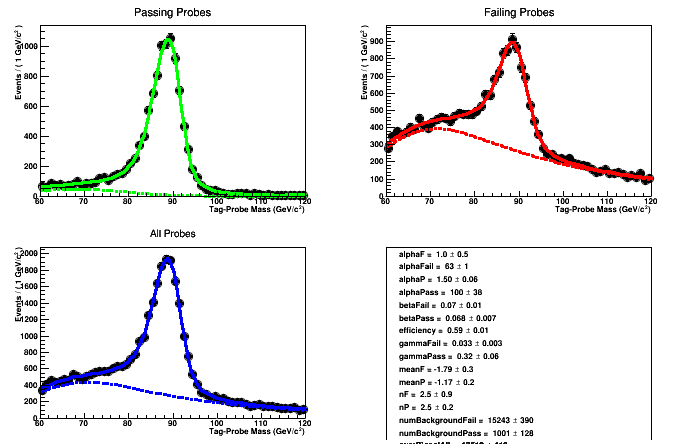 Passing Probes
Events / ( 1 GeV/c²)
1000
800
600
400
200
60 70 80 90 100 110 120
Tag-Probe Mass (GeV/c²)
Failing Probes
Events / ( 1 GeV/c²)
900
800
700
600
500
400
300
200
100
60 70 80 90 100 110 120
Tag-Probe Mass (GeV/c²)
All Probes
Events / ( 1 GeV/c²)
2000
1800
1600
1400
1200
1000
800
600
400
200
0
60 70 80 90 100 110 120
Tag-Probe Mass (GeV/c²)
alphaF = 1.0 ± 0.5
alphaFail = 63 ± 1
alphaP = 1.50 ± 0.06
alphaPass = 100 ± 38
betaFail = 0.07 ± 0.01
betaPass = 0.068 ± 0.007
efficiency = 0.59 ± 0.01
gammaFail = 0.033 ± 0.003
gammaPass = 0.32 ± 0.06
meanF = -1.79 ± 0.3
meanP = -1.17 ± 0.2
nF = 2.5 ± 0.9
nP = 2.5 ± 0.2
numBackgroundFail = 15243 ± 390
numBackgroundPass = 1001 ± 128